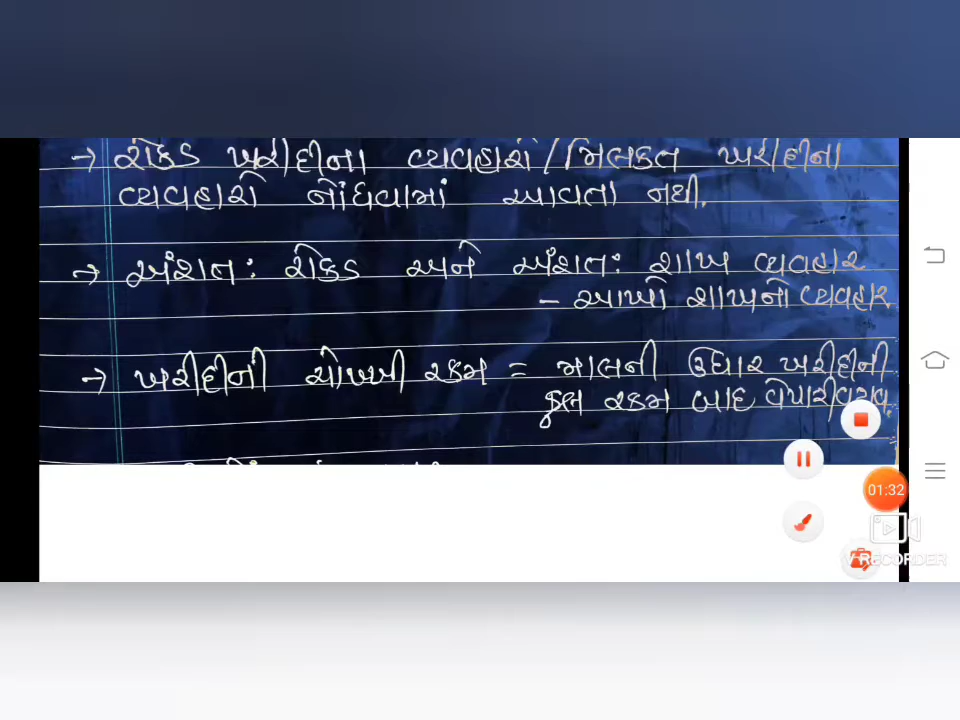 → રોકડ ખરીદીના વ્યવહારો/મિલકત ખરીદીના
વ્યવહારો નોંધવામાં આવતા નથી.
→ અંશત: રોકડ અને અંશત: શાખ વ્યવહાર
- આખો શાખનો વ્યવહાર
→ ખરીદીની ચોખ્ખી રકમ = માલની ઉધાર ખરીદીની
કુલ રકમ બાદ વેપારીવટાવ.
01:32
V-RECORDER